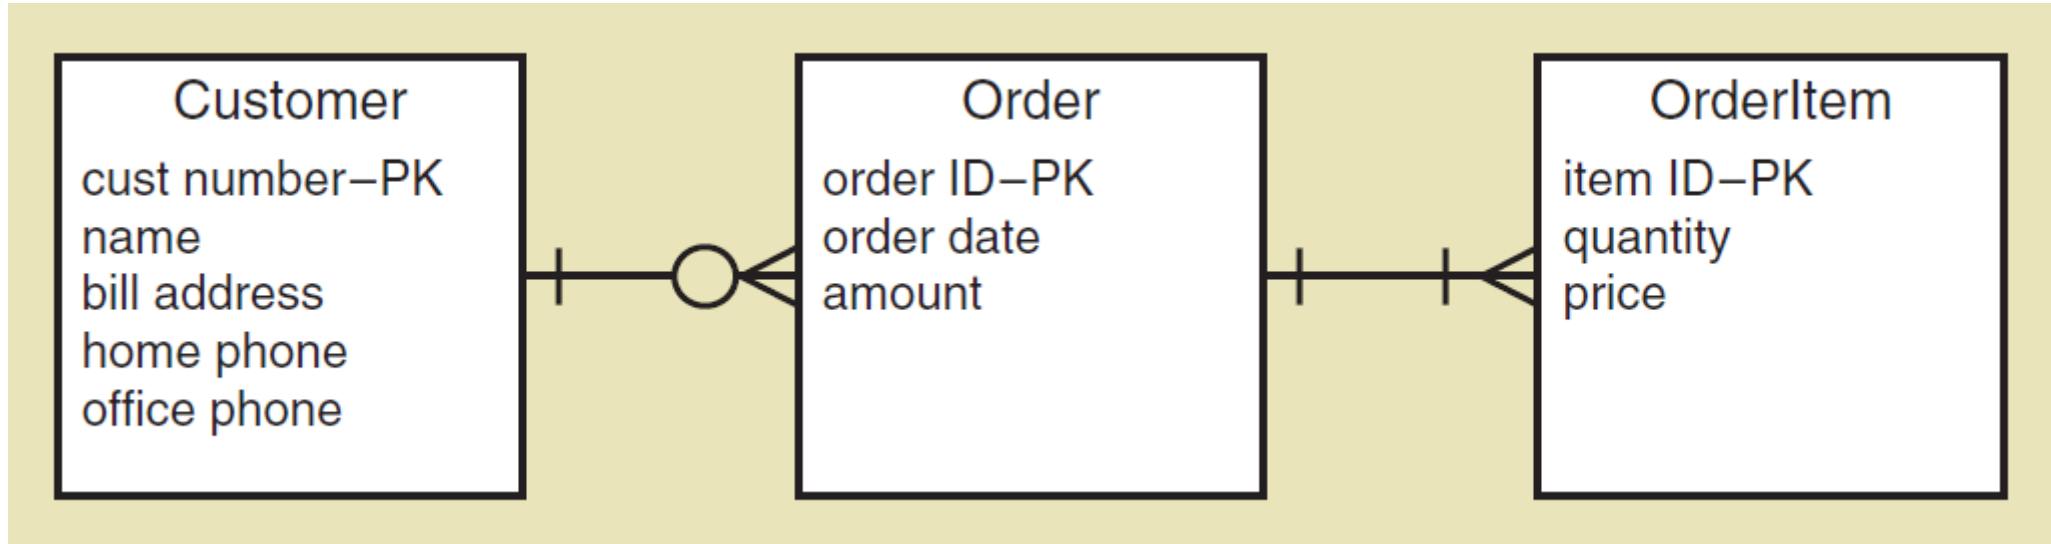 Customer
cust number–PK
name
bill address
home phone
office phone
Order
order ID–PK
order date
amount
OrderItem
item ID–PK
quantity
price